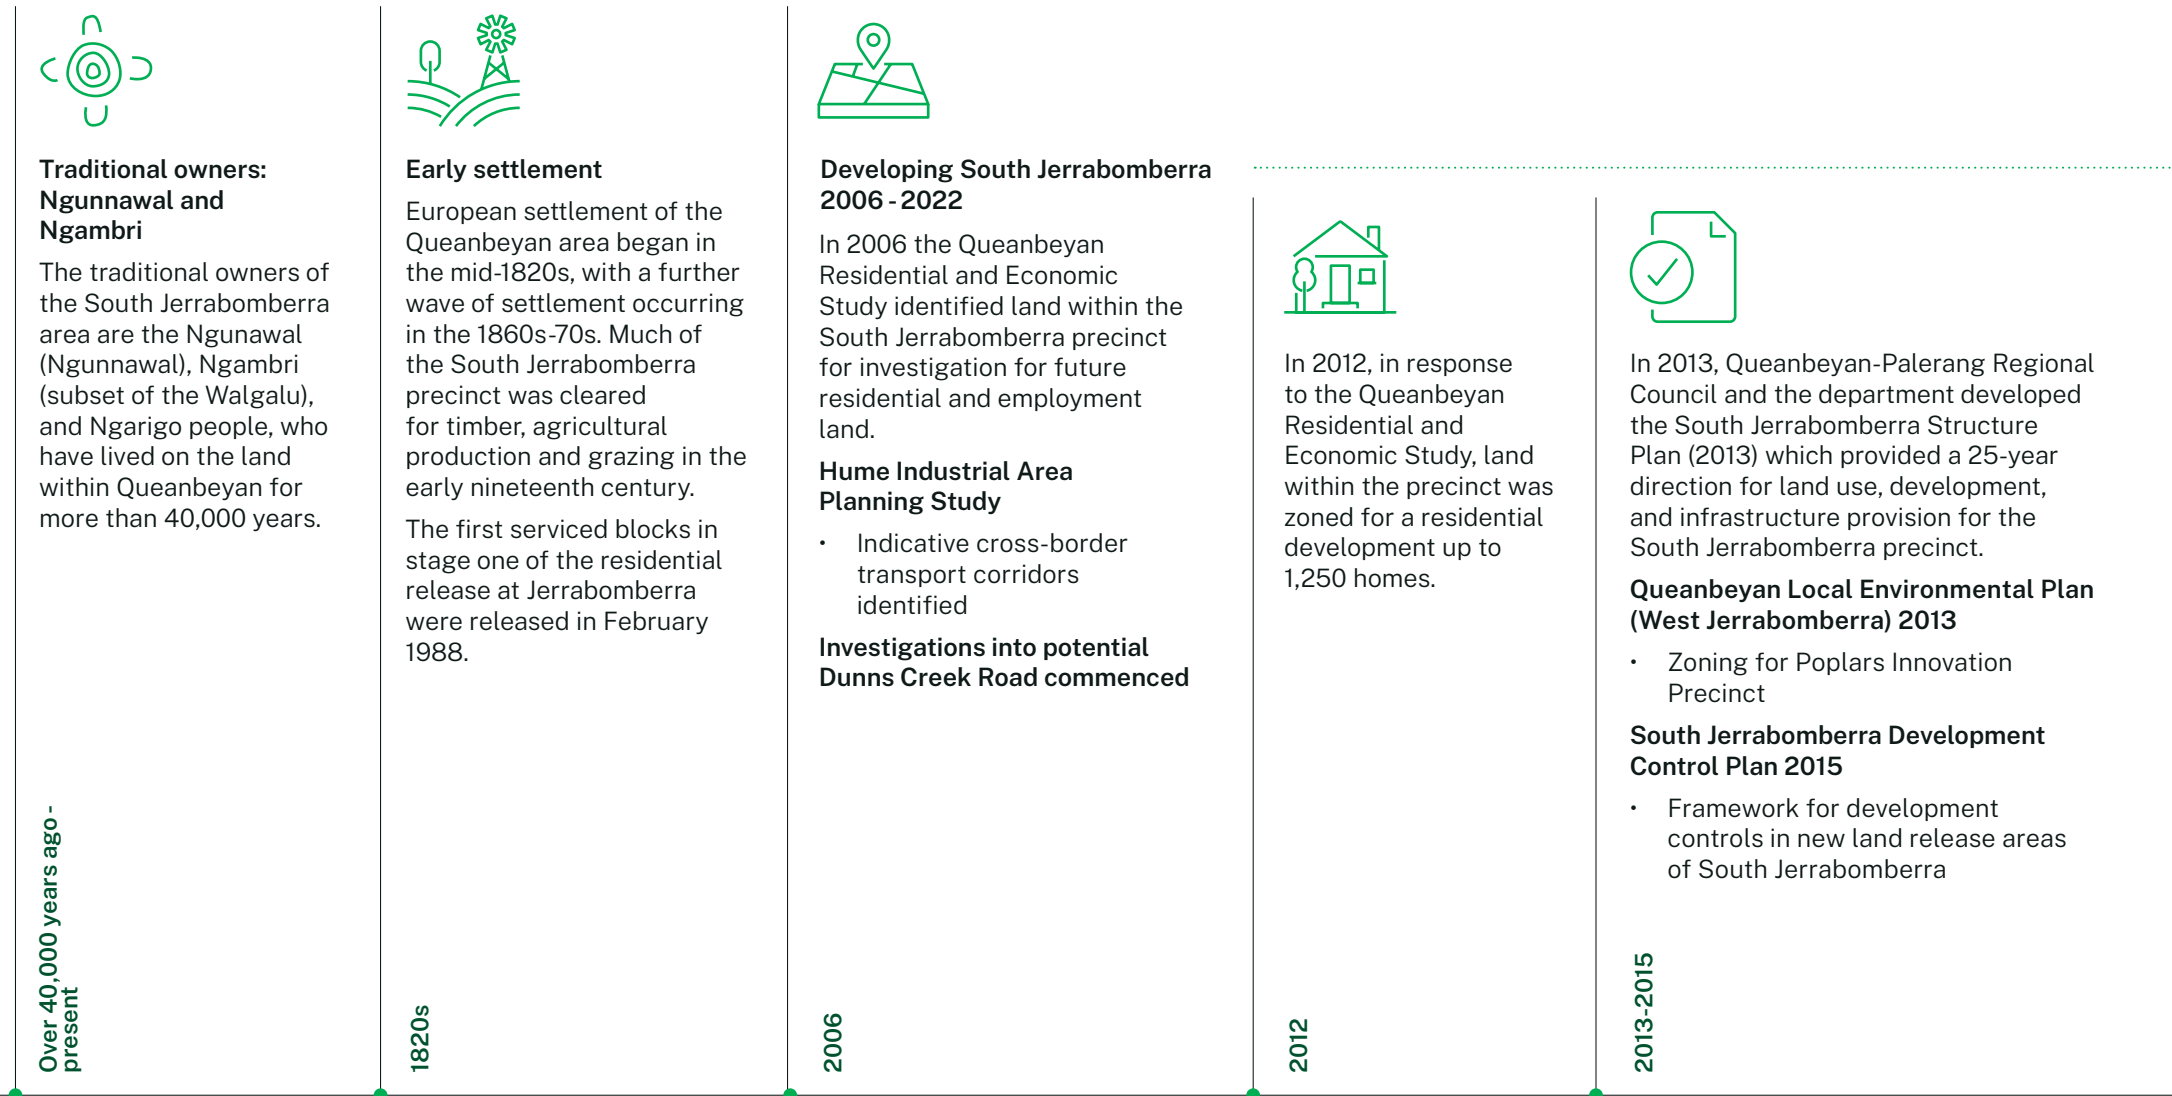 Traditional owners:
Ngunnawal and
Ngambri
The traditional owners of
the South Jerrabomberra
area are the Ngunawal
(Ngunnawal), Ngambri
(subset of the Walgalu),
and Ngarigo people, who
have lived on the land
within Queanbeyan for
more than 40,000 years.
Over 40,000 years ago -
present
Early settlement
European settlement of the
Queanbeyan area began in
the mid-1820s, with a further
wave of settlement occurring
in the 1860s-70s. Much of
the South Jerrabomberra
precinct was cleared
for timber, agricultural
production and grazing in the
early nineteenth century.
The first serviced blocks in
stage one of the residential
release at Jerrabomberra
were released in February
1988.
1820s
Developing South Jerrabomberra
2006 - 2022
In 2006 the Queanbeyan
Residential and Economic
Study identified land within the
South Jerrabomberra precinct
for investigation for future
residential and employment
land.
Hume Industrial Area
Planning Study
• Indicative cross-border
transport corridors
identified
Investigations into potential
Dunns Creek Road commenced
2006
In 2012, in response
to the Queanbeyan
Residential and
Economic Study, land
within the precinct was
zoned for a residential
development up to
1,250 homes.
2012
In 2013, Queanbeyan-Palerang Regional
Council and the department developed
the South Jerrabomberra Structure
Plan (2013) which provided a 25-year
direction for land use, development,
and infrastructure provision for the
South Jerrabomberra precinct.
Queanbeyan Local Environmental Plan
(West Jerrabomberra) 2013
• Zoning for Poplars Innovation
Precinct
South Jerrabomberra Development
Control Plan 2015
• Framework for development
controls in new land release areas
of South Jerrabomberra
2013-2015